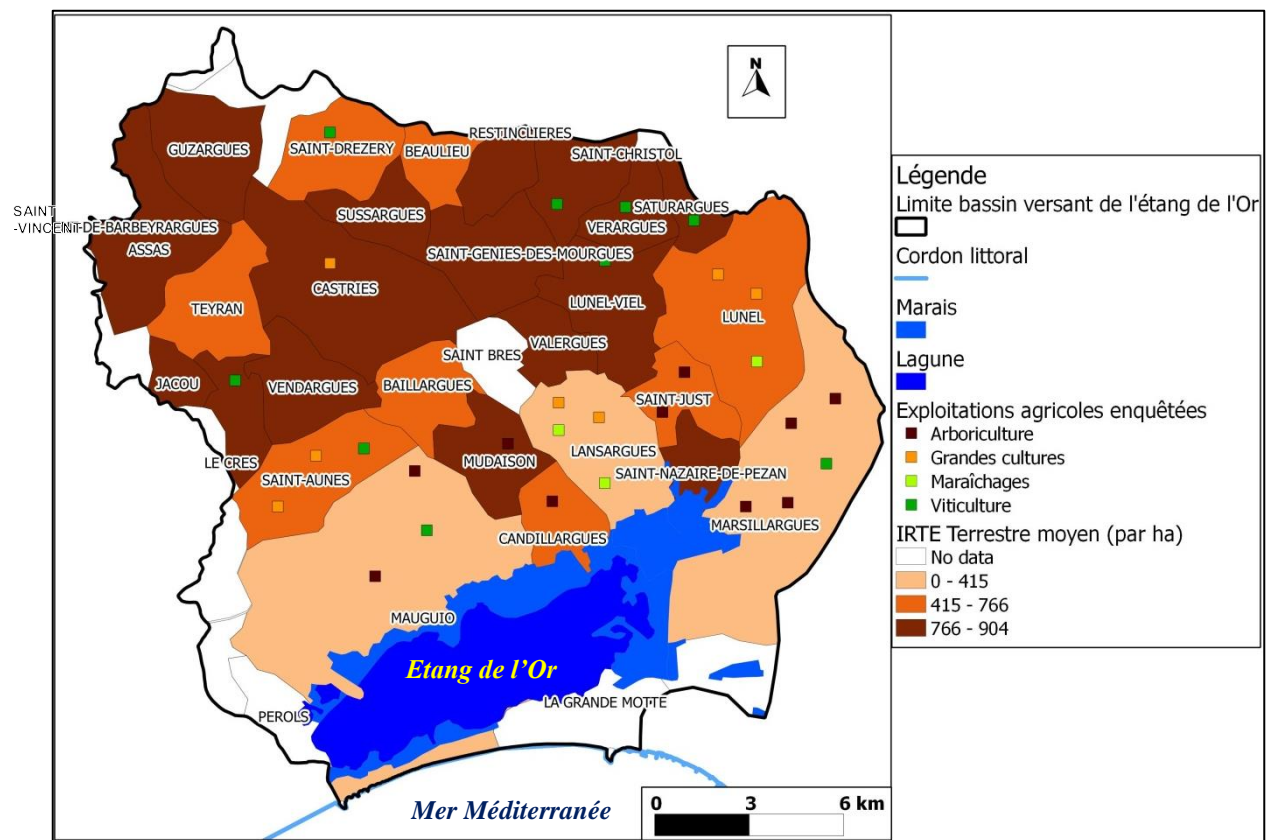 N
RESTINCLIERES
GUZARGUES
SAINT-DREZERY
BEAULIEU
SAINT-CHRISTOL
SAINT
-VINCENT-DE-BARBEYRARGUES
SUSSARGUES
SATURARGUES
VERARGUES
ASSAS
SAINT-GENIES-DES-MOURGUES
CASTRIES
TEYRAN
LUNEL-VIEL
LUNEL
VALERGUES
SAINT BRES
JACOU
VENDARGUES
BAILLARGUES
SAINT-JUST
LE CRES
SAINT-AUNES
MUDAISON
LANSARGUES
SAINT-NAZAIRE-DE-PEZAN
CANDILLARGUES
MARSILLARGUES
MAUGUIO
Etang de l'Or
PEROLS
LA GRANDE MOTTE
Mer Méditerranée
0 3 6 km
Légende
Limite bassin versant de l'étang de l'Or
Cordon littoral
Marais
Lagune
Exploitations agricoles enquêtées
Arboriculture
Grandes cultures
Maraîchages
Viticulture
IRTE Terrestre moyen (par ha)
No data
0 - 415
415 - 766
766 - 904